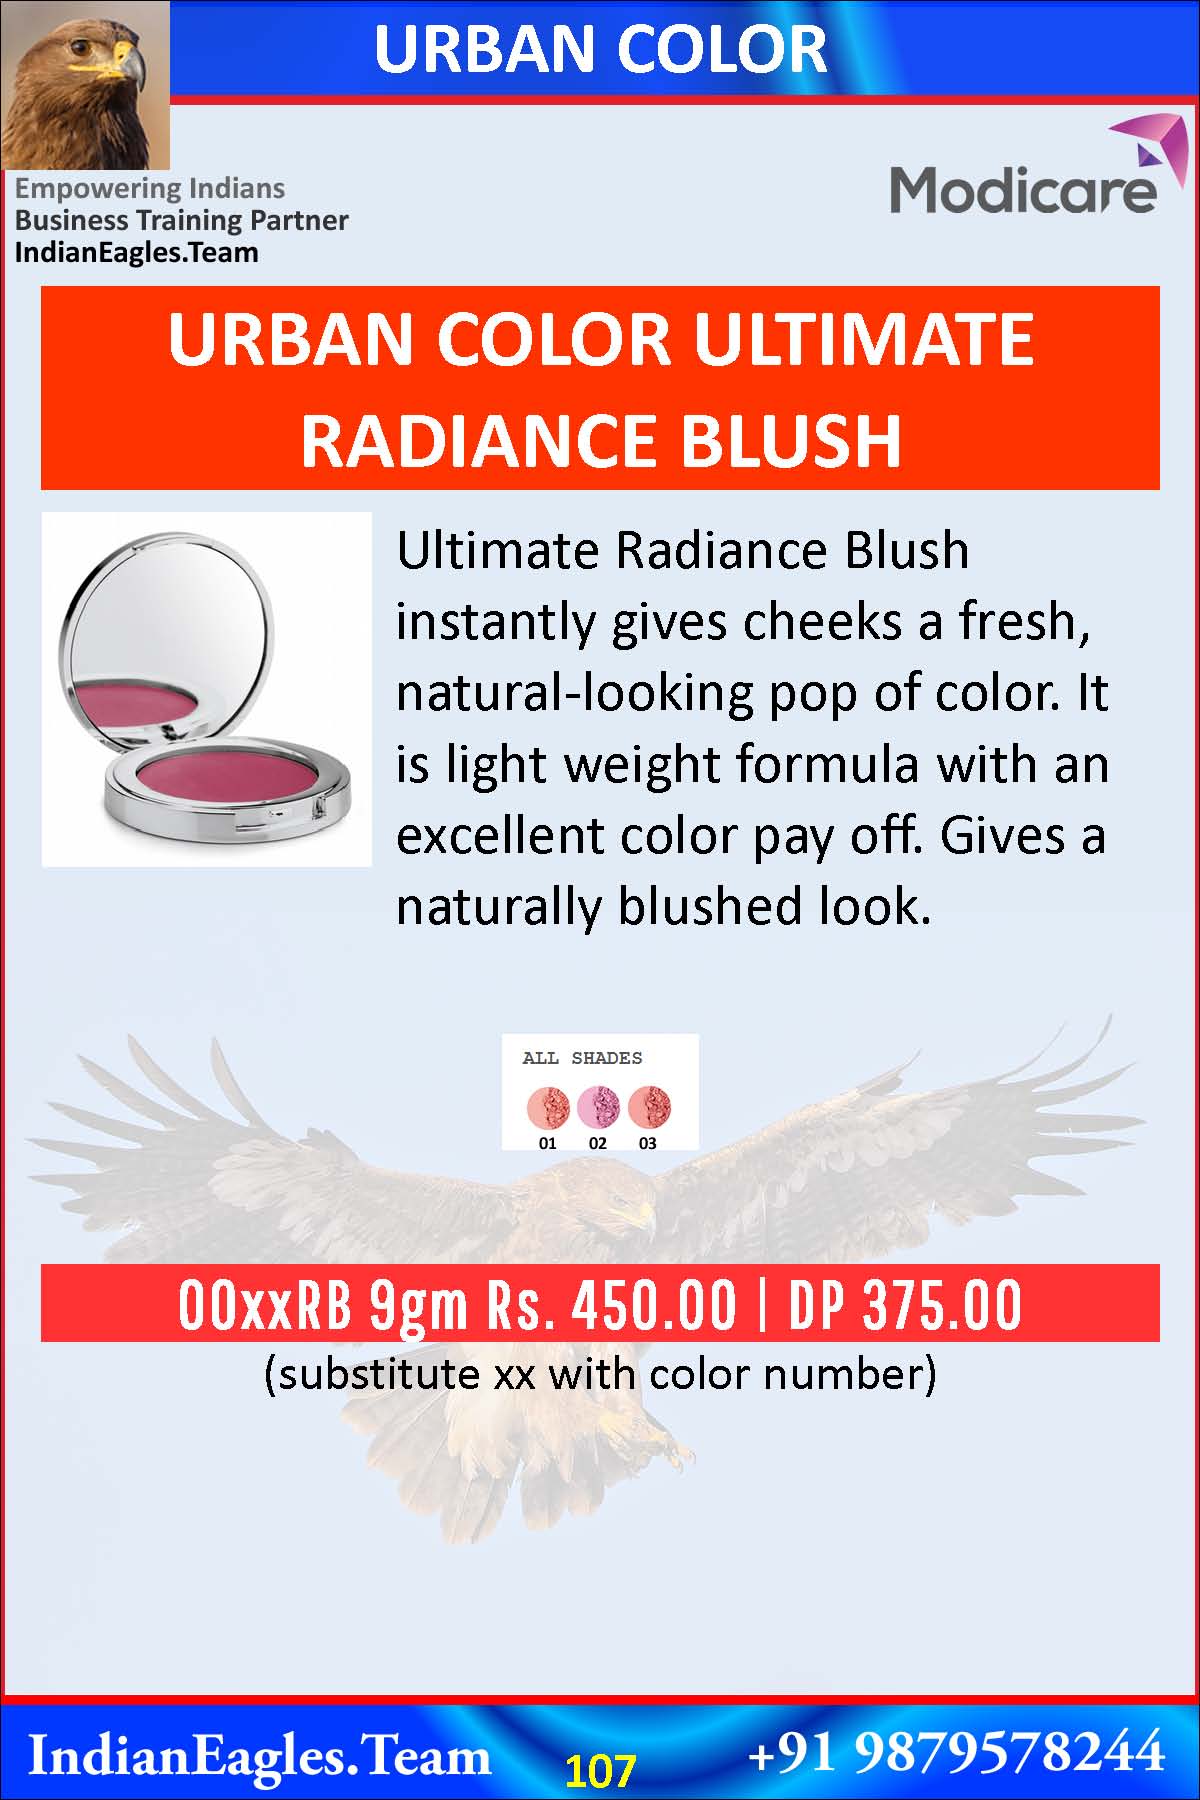 URBAN COLOR
Modicare
Empowering Indians
Business Training Partner
IndianEagles.Team
URBAN COLOR ULTIMATE
RADIANCE BLUSH
Ultimate Radiance Blush
instantly gives cheeks a fresh,
natural-looking pop of color. It
is light weight formula with an
excellent color pay off. Gives a
naturally blushed look.
ALL SHADES
01 02 03
00xxRB 9gm Rs. 450.00 | DP 375.00
(substitute xx with color number)
IndianEagles.Team 107 +91 9879578244